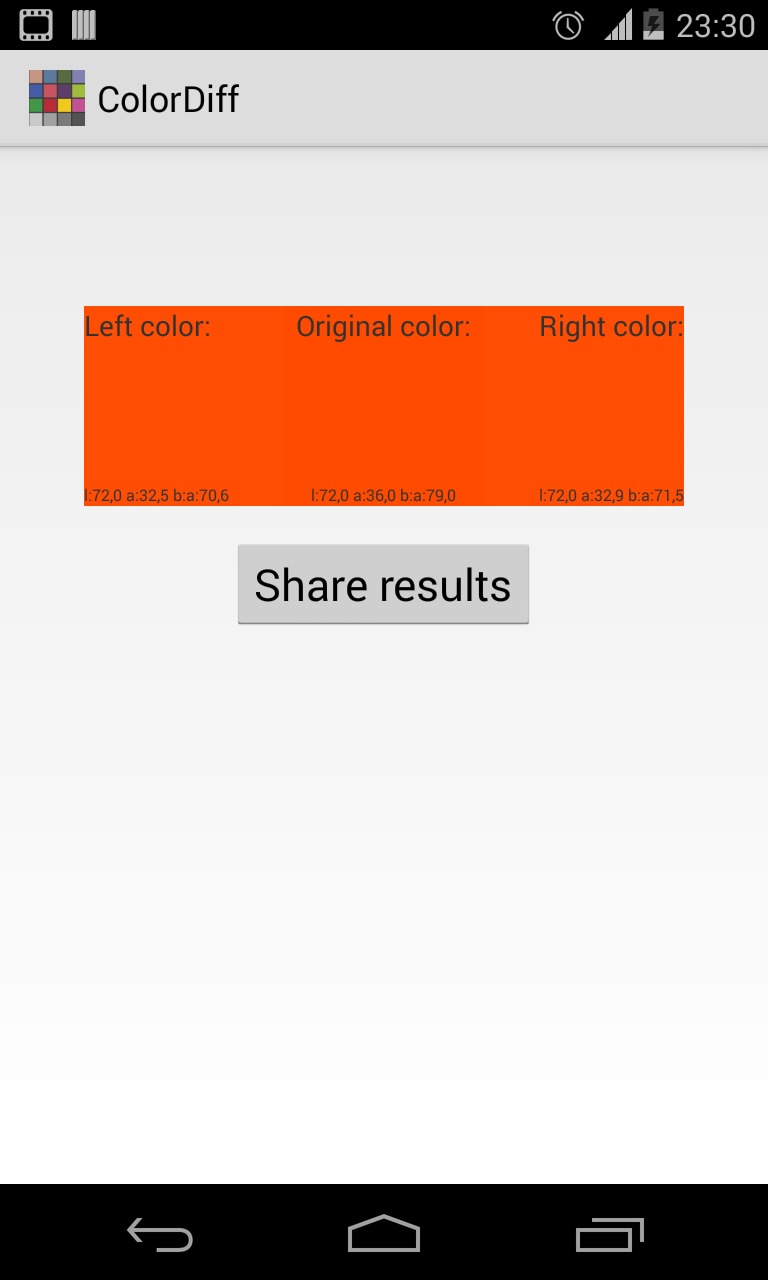 23:30
ColorDiff
Left color: Original color: Right color:
l:72,0 a:32,5 b:a:70,6 l:72,0 a:36,0 b:a:79,0 l:72,0 a:32,9 b:a:71,5
Share results